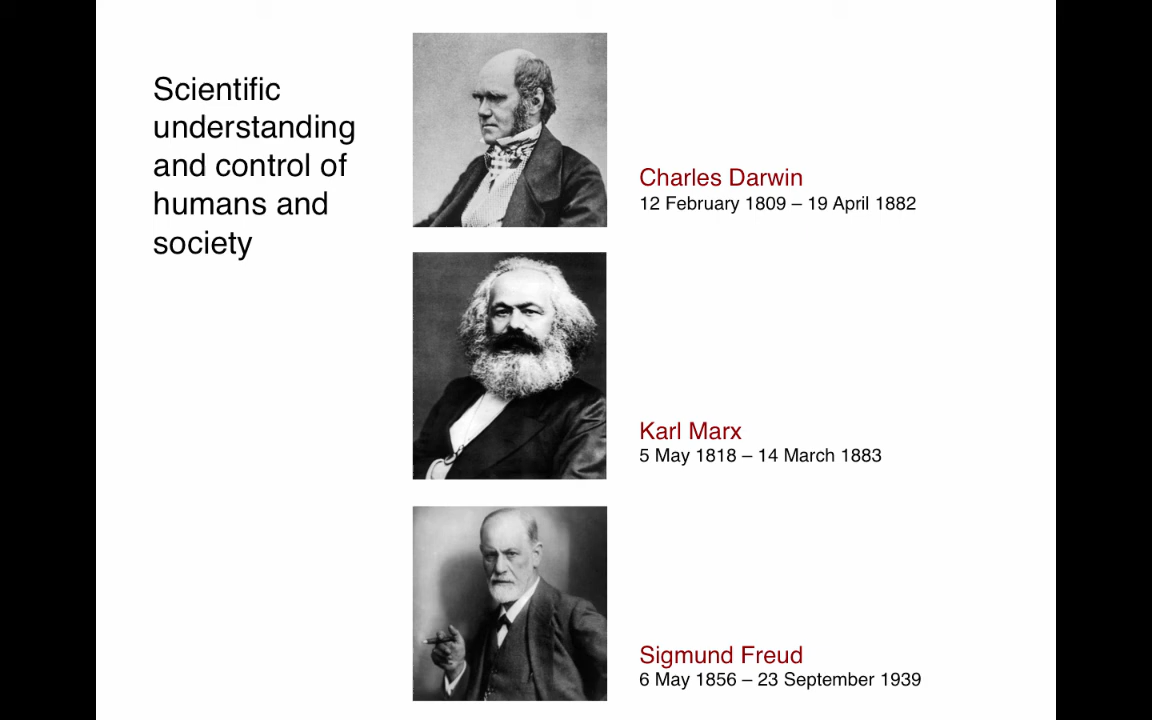 Scientific
understanding
and control of
humans and
society
Charles Darwin
12 February 1809 – 19 April 1882
Karl Marx
5 May 1818 – 14 March 1883
Sigmund Freud
6 May 1856 – 23 September 1939